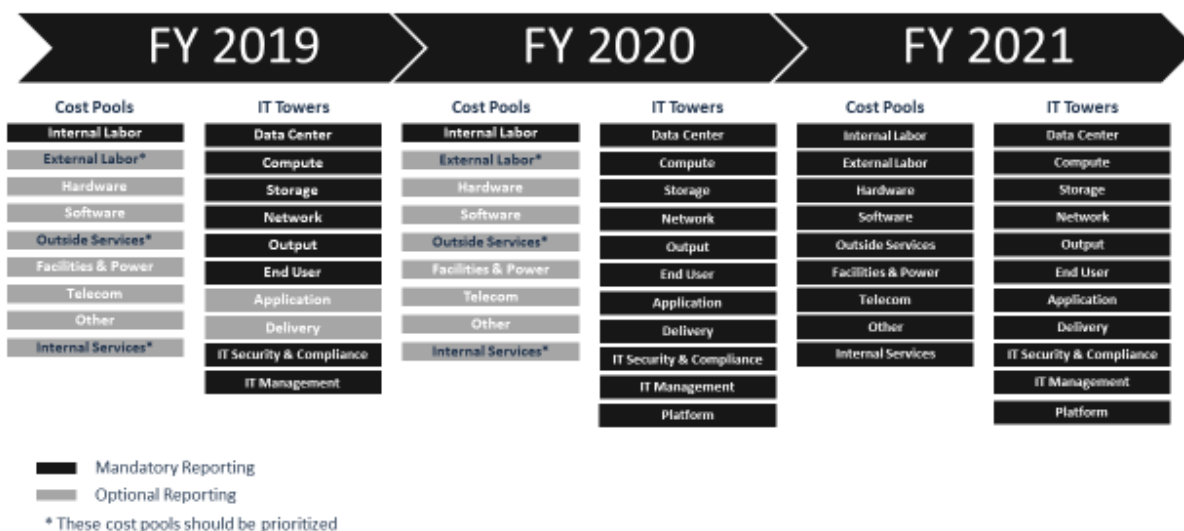 FY 2019
FY 2020
FY 2021
Cost Pools
Internal Labor
External Labor*
Hardware
Software
Outside Services*
Facilities & Power
Telecom
Other
Internal Services*
IT Towers
Data Center
Compute
Storage
Network
Output
End User
Application
Delivery
IT Security & Compliance
IT Management
Cost Pools
Internal Labor
External Labor*
Hardware
Software
Outside Services*
Facilities & Power
Telecom
Other
Internal Services*
IT Towers
Data Center
Compute
Storage
Network
Output
End User
Application
Delivery
IT Security & Compliance
IT Management
Platform
Cost Pools
Internal Labor
External Labor
Hardware
Software
Outside Services
Facilities & Power
Telecom
Other
Internal Services
IT Towers
Data Center
Compute
Storage
Network
Output
End User
Application
Delivery
IT Security & Compliance
IT Management
Platform
Mandatory Reporting
Optional Reporting
* These cost pools should be prioritized